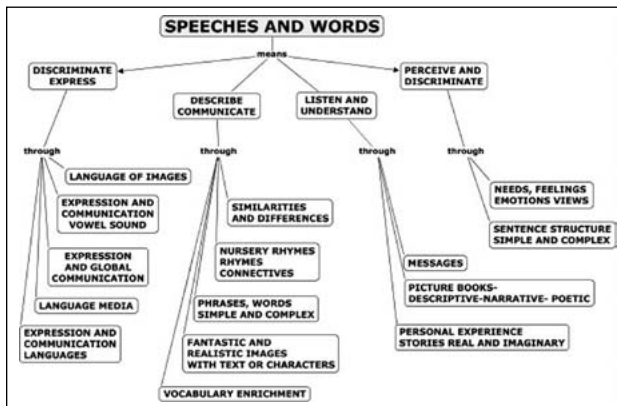 SPEECHES AND WORDS
means
DISCRIMINATE
EXPRESS
PERCEIVE AND
DISCRIMINATE
DESCRIBE
COMMUNICATE
LISTEN AND
UNDERSTAND
through
through
through
through
LANGUAGE OF IMAGES
EXPRESSION AND
COMMUNICATION
VOWEL SOUND
EXPRESSION
AND GLOBAL
COMMUNICATION
LANGUAGE MEDIA
EXPRESSION AND
COMMUNICATION
LANGUAGES
SIMILARITIES
AND DIFFERENCES
NURSERY RHYMES
RHYMES
CONNECTIVES
PHRASES, WORDS
SIMPLE AND COMPLEX
FANTASTIC AND
REALISTIC IMAGES
WITH TEXT OR CHARACTERS
VOCABULARY ENRICHMENT
MESSAGES
PICTURE BOOKS-
DESCRIPTIVE-NARRATIVE- POETIC
PERSONAL EXPERIENCE
STORIES REAL AND IMAGINARY
NEEDS, FEELINGS
EMOTIONS VIEWS
SENTENCE STRUCTURE
SIMPLE AND COMPLEX